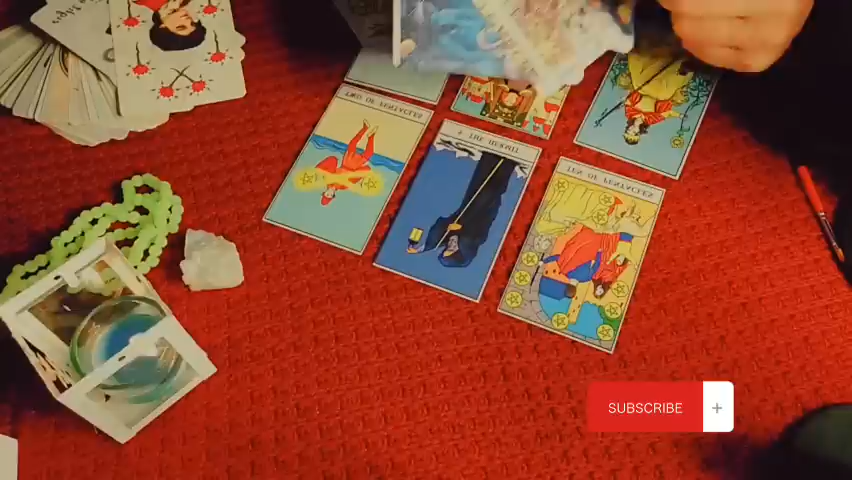 TWO OF PENTACLES
THE HERMIT
TEN OF PENTACLES
SUBSCRIBE